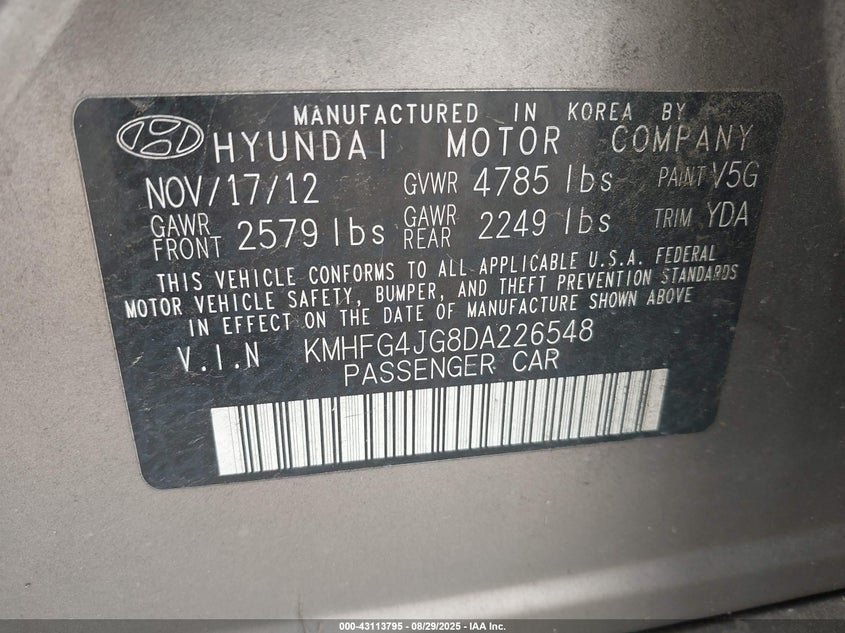 MANUFACTURED IN KOREA BY
HYUNDAI MOTOR COMPANY
NOV/17/12 GVWR 4785 lbs PAINT V5G
GAWR FRONT 2579 lbs GAWR REAR 2249 lbs TRIM YDA
THIS VEHICLE CONFORMS TO ALL APPLICABLE U.S.A. FEDERAL
MOTOR VEHICLE SAFETY, BUMPER, AND THEFT PREVENTION STANDARDS
IN EFFECT ON THE DATE OF MANUFACTURE SHOWN ABOVE
V.I.N KMHFG4JG8DA226548
PASSENGER CAR
000-43113795 - 08/29/2025 - IAA Inc.